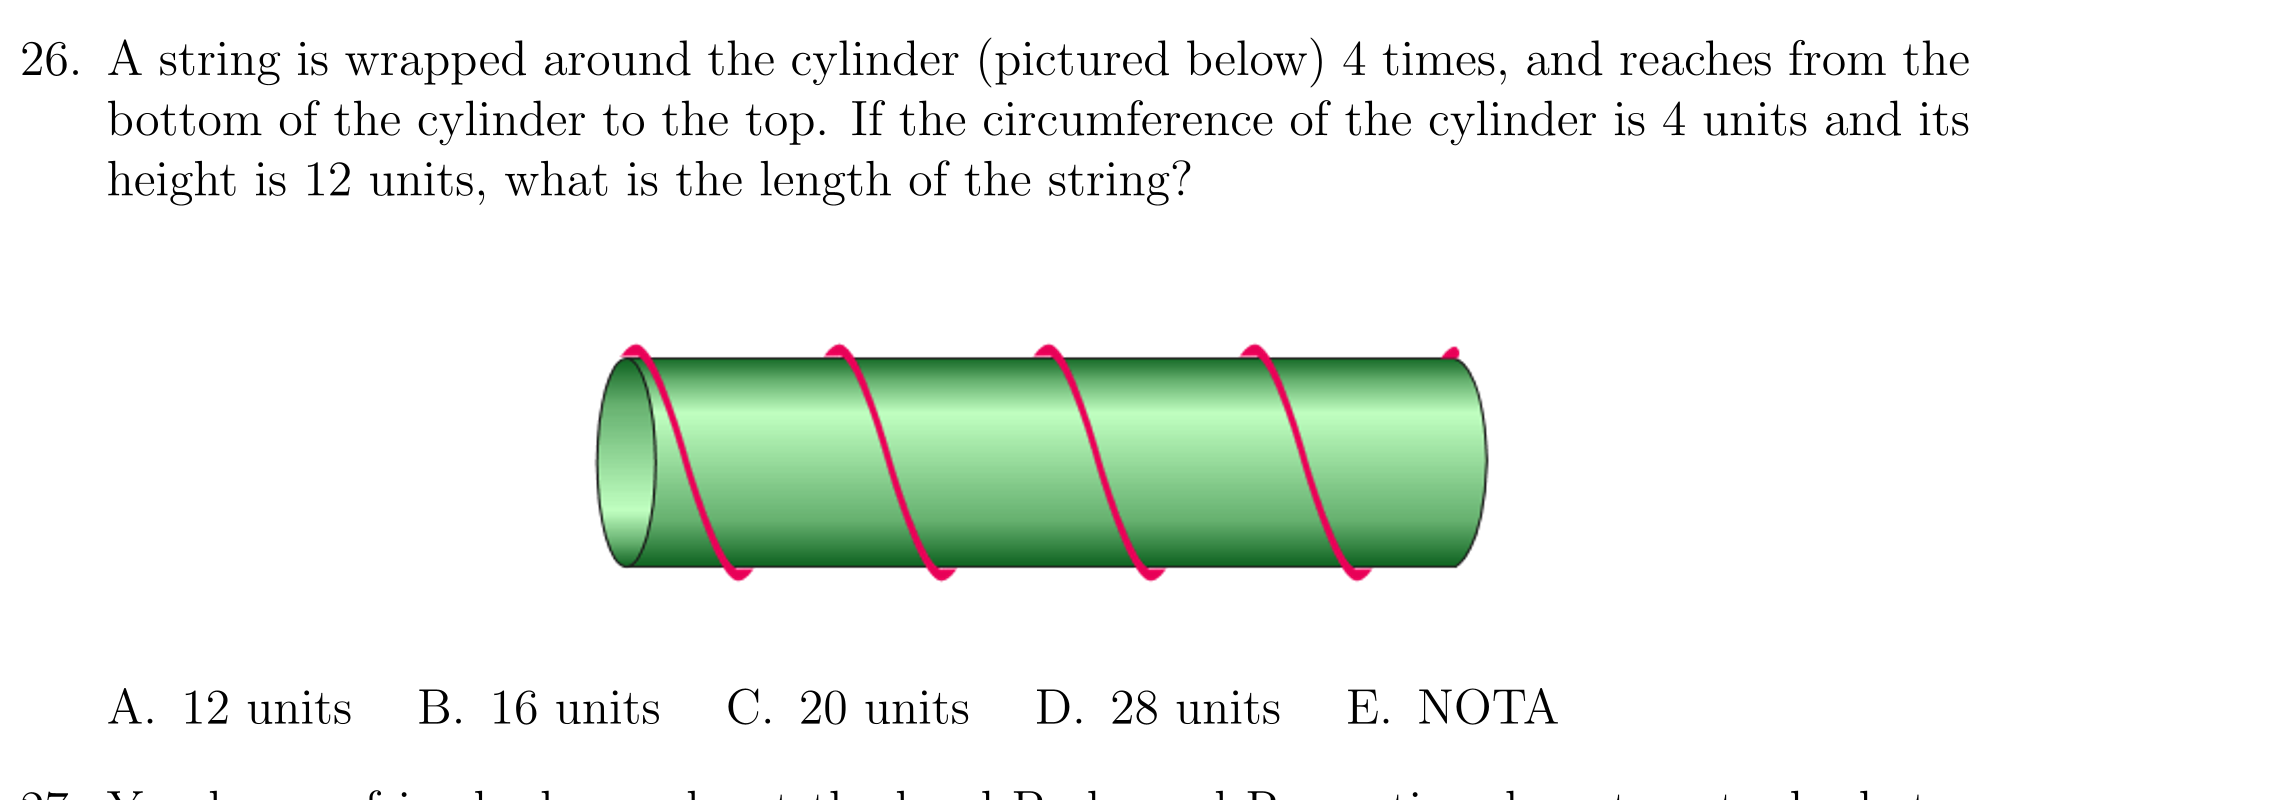 26. A string is wrapped around the cylinder (pictured below) 4 times, and reaches from the
bottom of the cylinder to the top. If the circumference of the cylinder is 4 units and its
height is 12 units, what is the length of the string?
A. 12 units B. 16 units C. 20 units D. 28 units E. NOTA